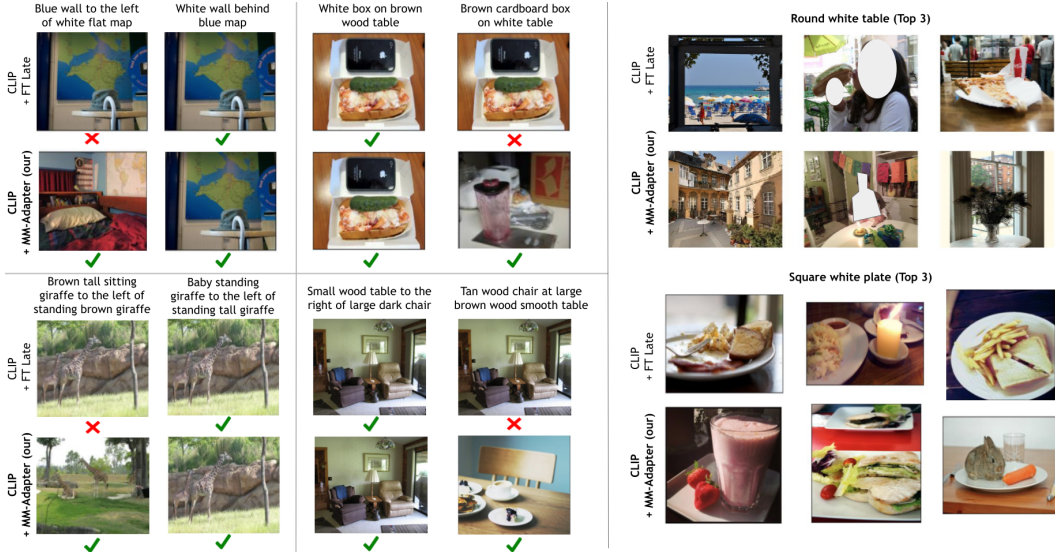 Blue wall to the left
of white flat map
White wall behind
blue map
CLIP
+ FT Late
CLIP
+ MM-Adapter (our)
White box on brown
wood table
Brown cardboard box
on white table
Brown tall sitting
giraffe to the left of
standing brown giraffe
Baby standing
giraffe to the left of
standing tall giraffe
CLIP
+ FT Late
CLIP
+ MM-Adapter (our)
Small wood table to the
right of large dark chair
Tan wood chair at large
brown wood smooth table
Round white table (Top 3)
CLIP
+ FT Late
CLIP
+ MM-Adapter (our)
Square white plate (Top 3)
CLIP
+ FT Late
CLIP
+ MM-Adapter (our)